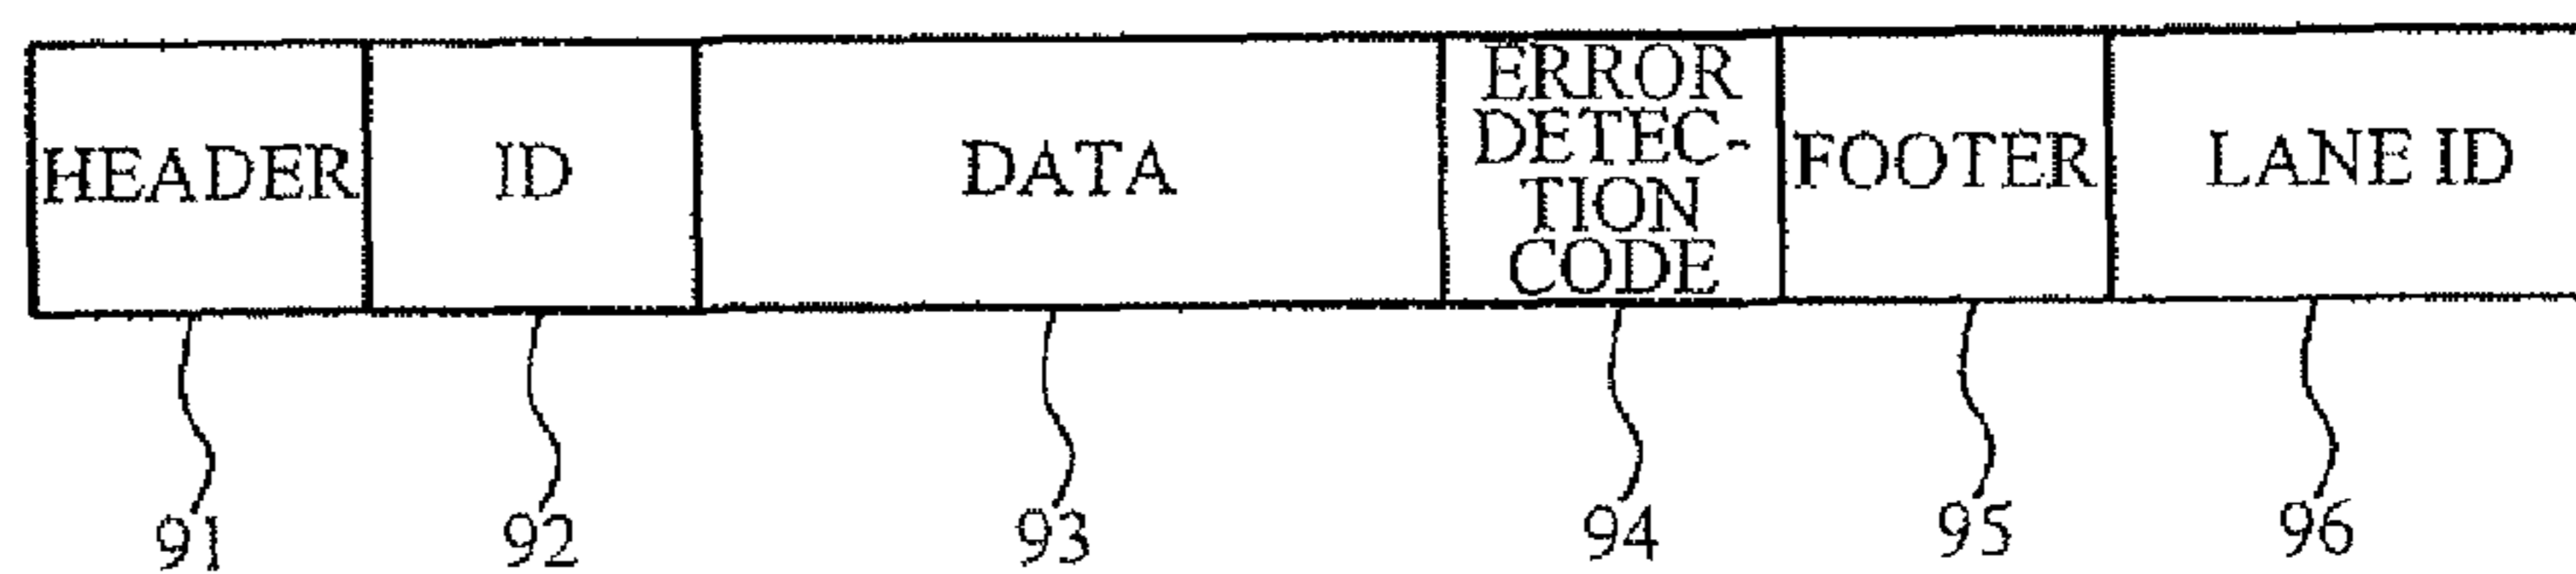 HEADER ID DATA ERROR DETEC- TION CODE FOOTER LANE ID
91 92 93 94 95 96